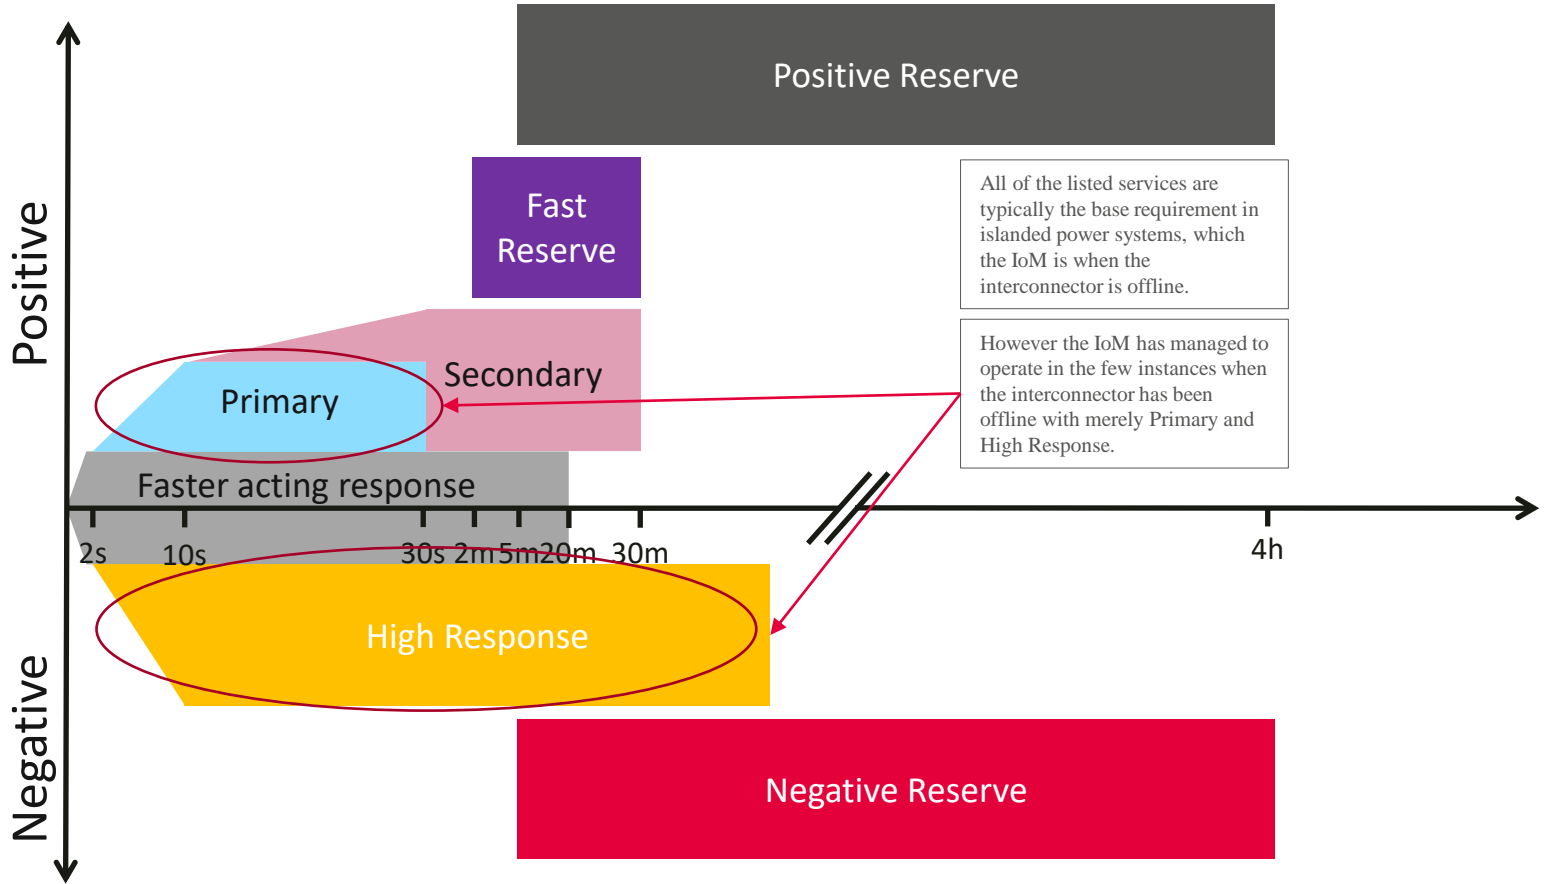 Positive Reserve
Positive
Fast
Reserve
All of the listed services are
typically the base requirement in
islanded power systems, which
the IoM is when the
interconnector is offline.
However the IoM has managed to
operate in the few instances when
the interconnector has been
offline with merely Primary and
High Response.
Secondary
Primary
Faster acting response
2s 10s 30s 2m 5m 20m 30m 4h
High Response
Negative
Negative Reserve